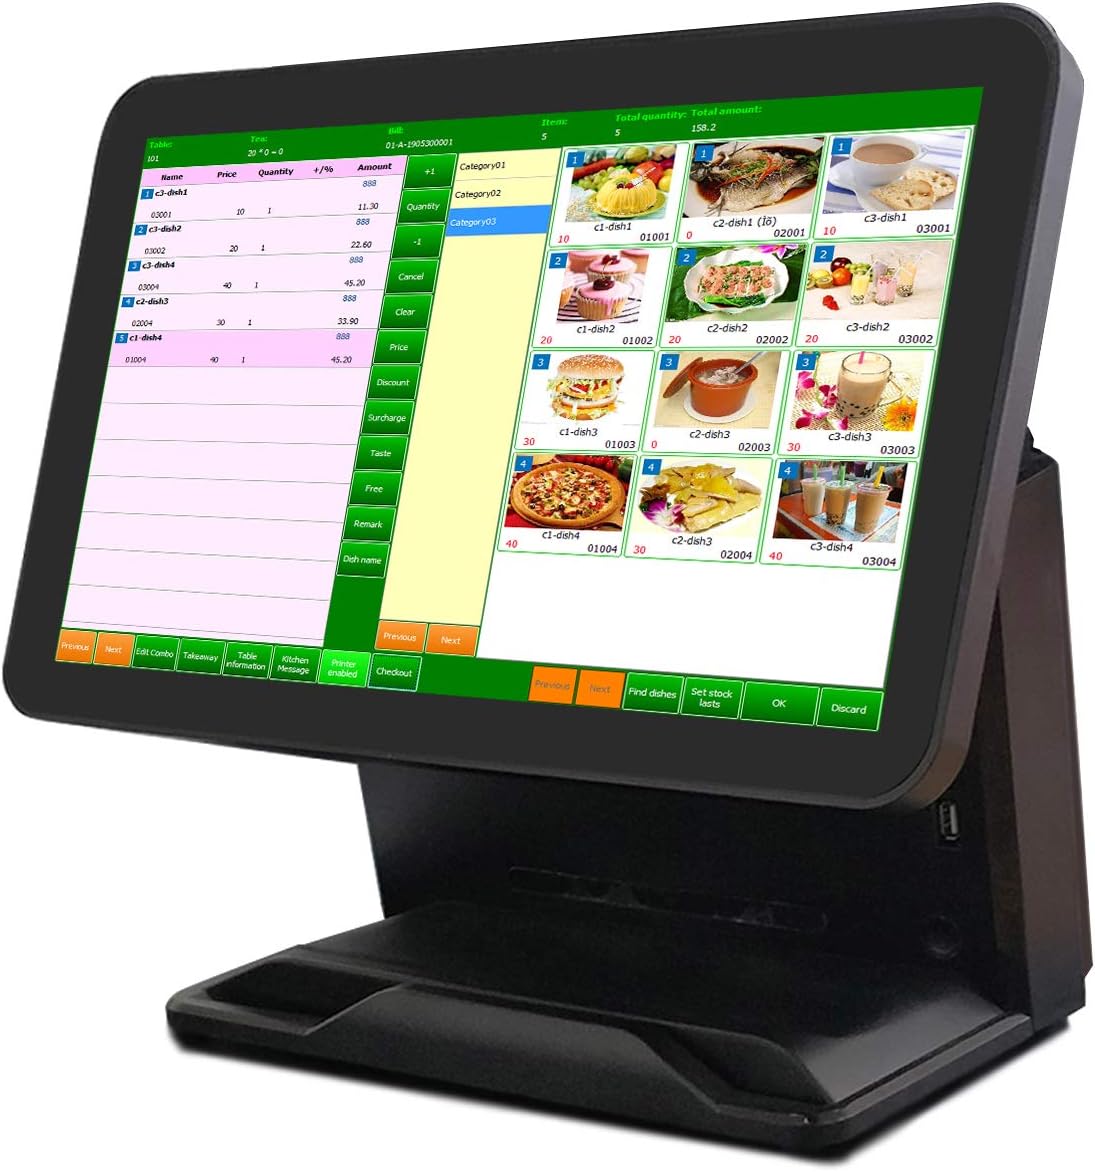 Table: Tea: Bill: Item: Total quantity: Total amount:
101 20 * 0 = 0 01-A-1905300001 5 5 158.2
Name Price Quantity +/% Amount
1 c3-dish1 888
03001 10 1 11.30
2 c3-dish2 888
03002 20 1 22.60
3 c3-dish4 888
03004 40 1 45.20
4 c2-dish3 888
02004 30 1 33.90
5 c1-dish4 888
01004 40 1 45.20
+1
Quantity
-1
Cancel
Clear
Price
Discount
Surcharge
Taste
Free
Remark
Dish name
Category01
Category02
Category03
Previous Next
1 1 1
c1-dish1 c2-dish1 (Ìõ) c3-dish1
10 01001 0 02001 10 03001
2 2 2
c1-dish2 c2-dish2 c3-dish2
20 01002 20 02002 20 03002
3 3 3
c1-dish3 c2-dish3 c3-dish3
30 01003 0 02003 30 03003
4 4 4
c1-dish4 c2-dish3 c3-dish4
40 01004 30 02004 40 03004
Previous Next Edit Combo Takeaway Table information Kitchen Message Printer enabled Checkout
Previous Next Find dishes Set stock lasts OK Discard